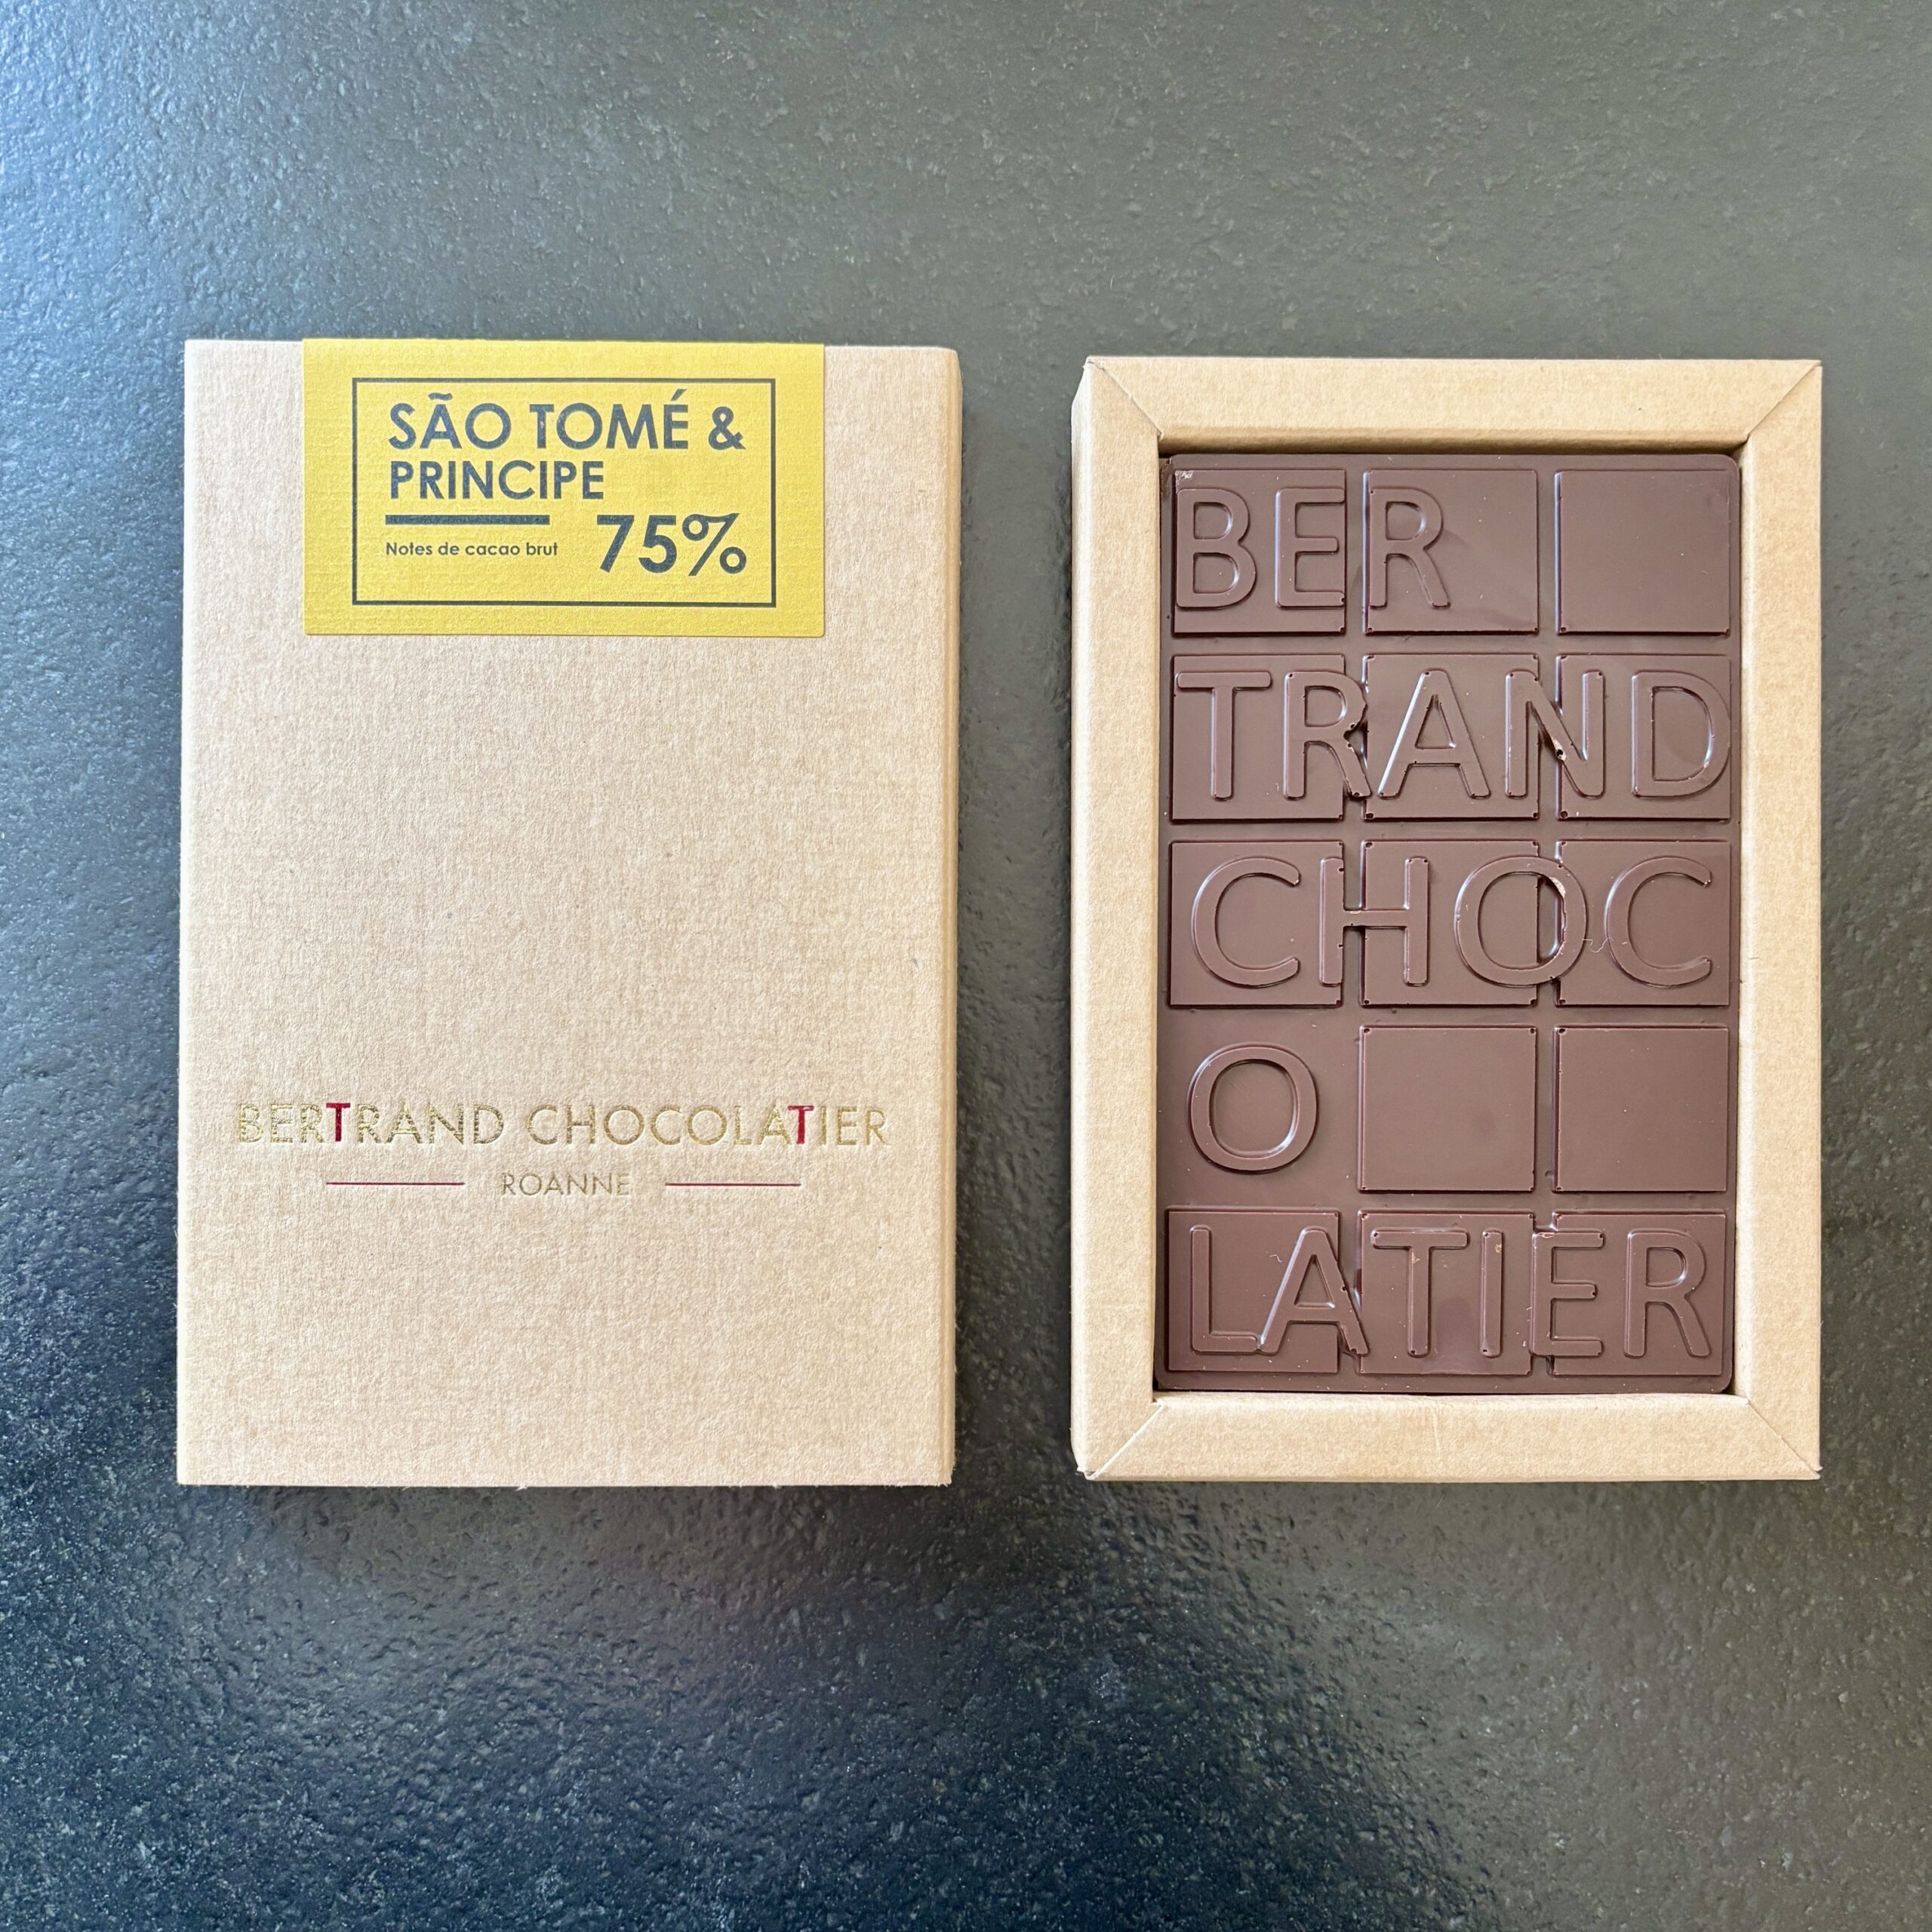 SÃO TOMÉ &
PRINCIPE
Notes de cacao brut
75%
BERTRAND CHOCOLATIER
ROANNE
BER
TRAND
CHOC
O
LATIER